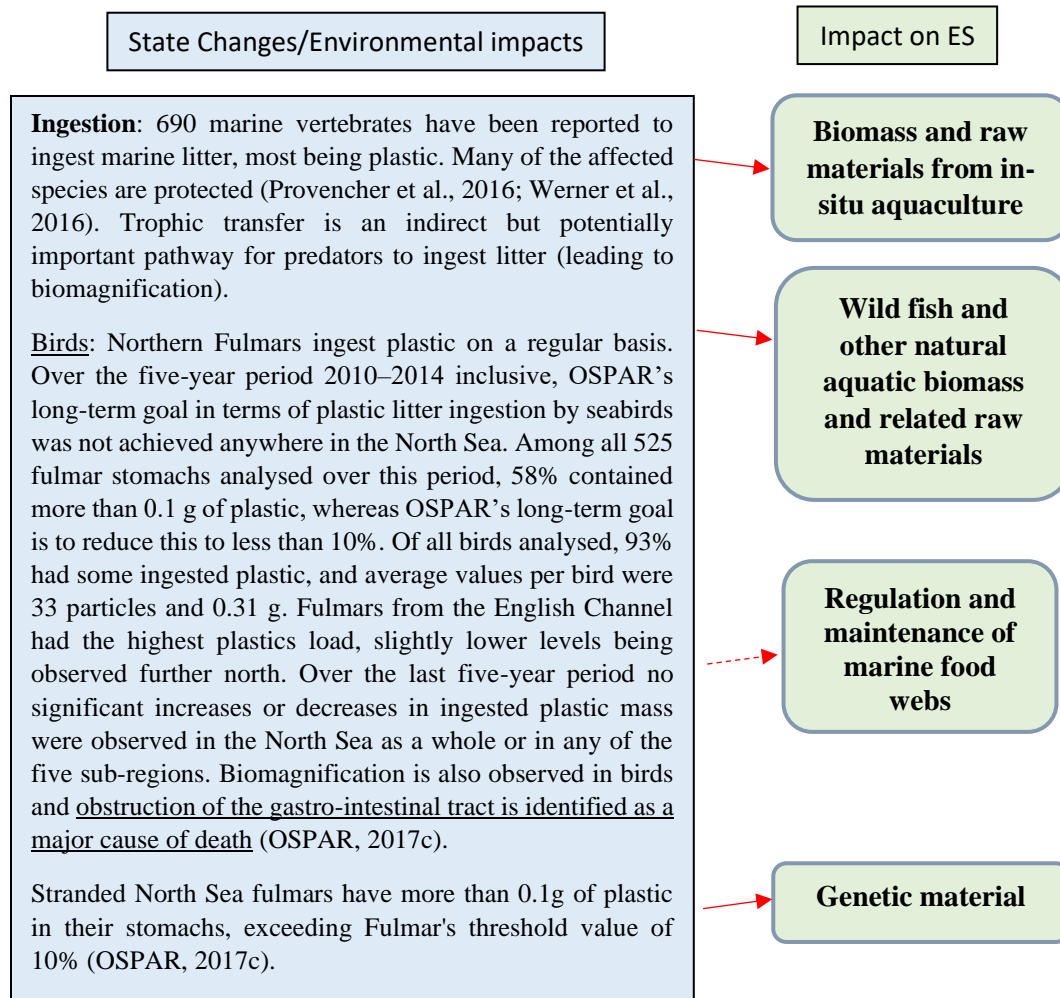 State Changes/Environmental impacts
Impact on ES
Ingestion: 690 marine vertebrates have been reported to
ingest marine litter, most being plastic. Many of the affected
species are protected (Provencher et al., 2016; Werner et al.,
2016). Trophic transfer is an indirect but potentially
important pathway for predators to ingest litter (leading to
biomagnification).
Birds: Northern Fulmars ingest plastic on a regular basis.
Over the five-year period 2010–2014 inclusive, OSPAR’s
long-term goal in terms of plastic litter ingestion by seabirds
was not achieved anywhere in the North Sea. Among all 525
fulmar stomachs analysed over this period, 58% contained
more than 0.1 g of plastic, whereas OSPAR’s long-term goal
is to reduce this to less than 10%. Of all birds analysed, 93%
had some ingested plastic, and average values per bird were
33 particles and 0.31 g. Fulmars from the English Channel
had the highest plastics load, slightly lower levels being
observed further north. Over the last five-year period no
significant increases or decreases in ingested plastic mass
were observed in the North Sea as a whole or in any of the
five sub-regions. Biomagnification is also observed in birds
and obstruction of the gastro-intestinal tract is identified as a
major cause of death (OSPAR, 2017c).
Stranded North Sea fulmars have more than 0.1g of plastic
in their stomachs, exceeding Fulmar's threshold value of
10% (OSPAR, 2017c).
Biomass and raw
materials from in-
situ aquaculture
Wild fish and
other natural
aquatic biomass
and related raw
materials
Regulation and
maintenance of
marine food
webs
Genetic material